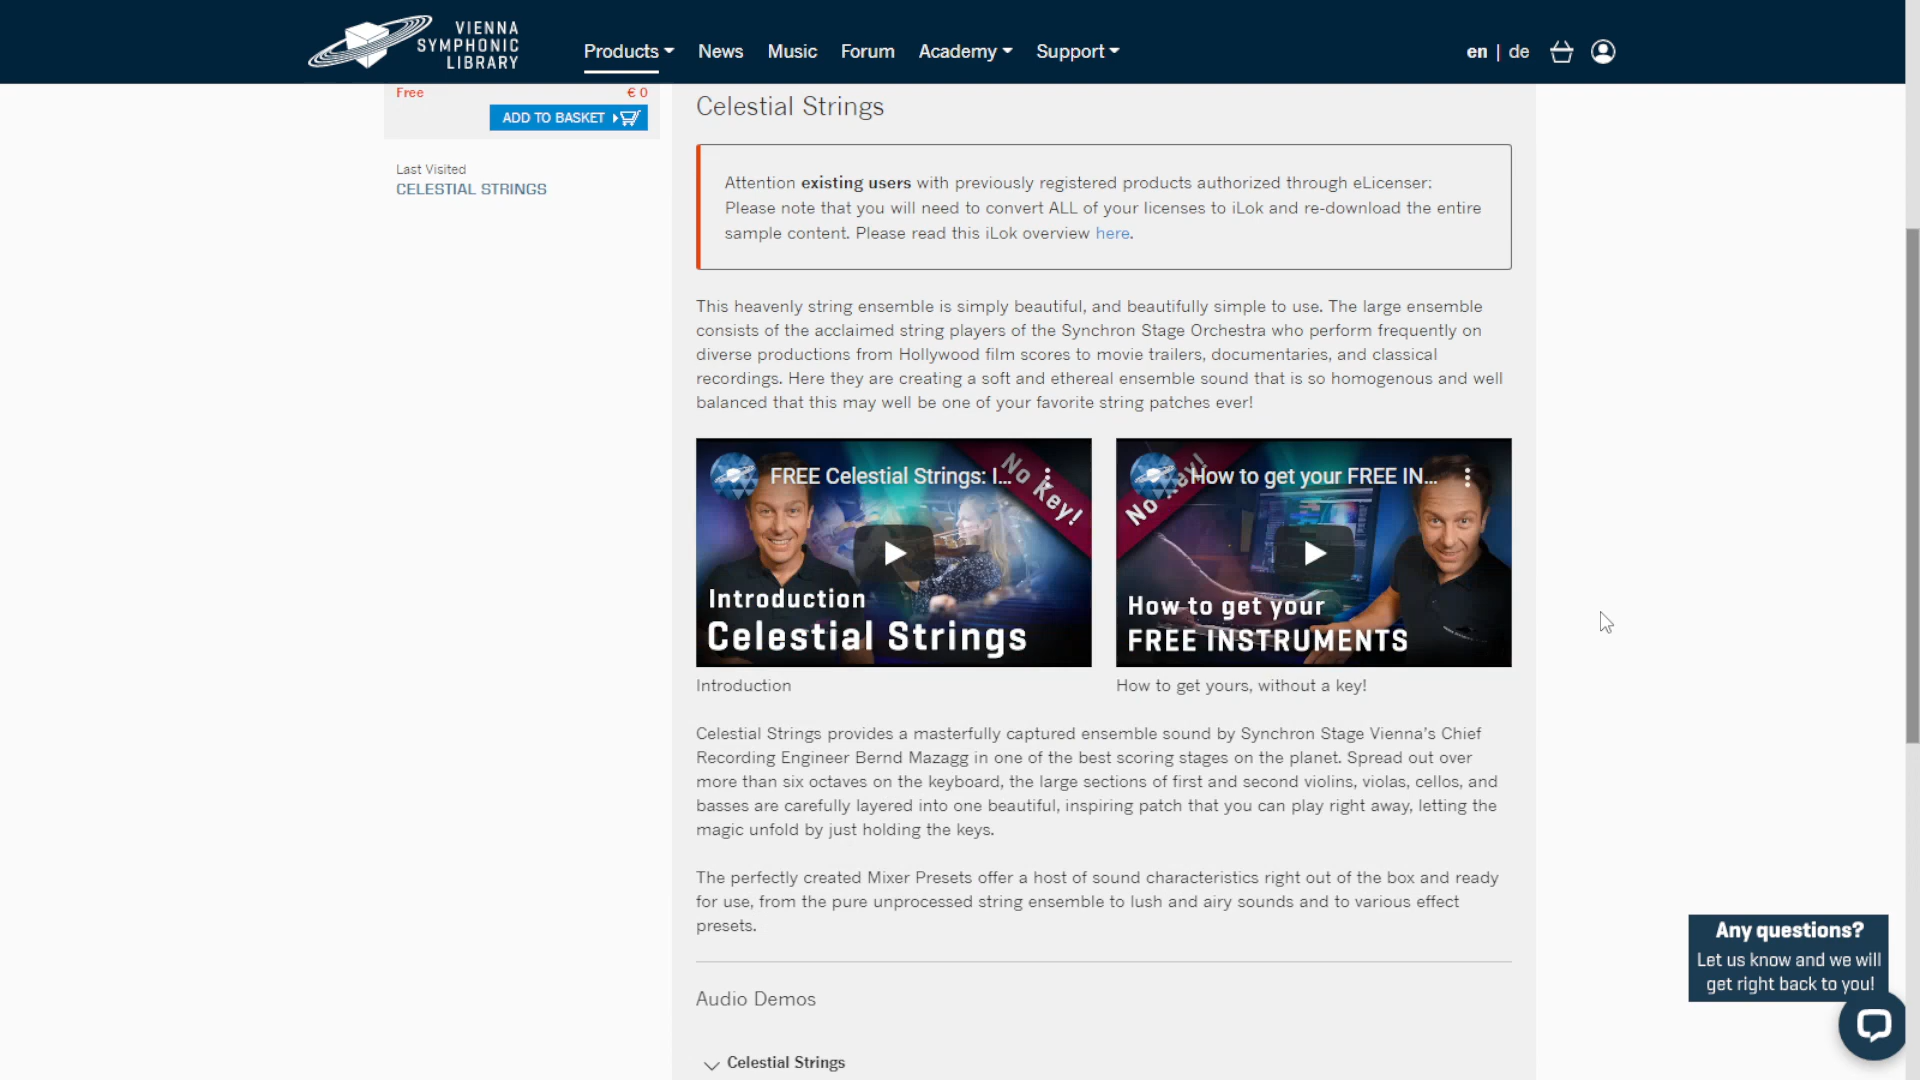 VIENNA
SYMPHONIC
LIBRARY
Products
News
Music
Forum
Academy
Support
en | de
Free
€ 0
ADD TO BASKET
Last Visited
CELESTIAL STRINGS
Celestial Strings
Attention existing users with previously registered products authorized through eLicenser:
Please note that you will need to convert ALL of your licenses to iLok and re-download the entire
sample content. Please read this iLok overview here.
This heavenly string ensemble is simply beautiful, and beautifully simple to use. The large ensemble
consists of the acclaimed string players of the Synchron Stage Orchestra who perform frequently on
diverse productions from Hollywood film scores to movie trailers, documentaries, and classical
recordings. Here they are creating a soft and ethereal ensemble sound that is so homogenous and well
balanced that this may well be one of your favorite string patches ever!
FREE Celestial Strings: I...
No Key!
Introduction
Celestial Strings
How to get your FREE IN...
No Key!
How to get your
FREE INSTRUMENTS
Introduction
How to get yours, without a key!
Celestial Strings provides a masterfully captured ensemble sound by Synchron Stage Vienna's Chief
Recording Engineer Bernd Mazagg in one of the best scoring stages on the planet. Spread out over
more than six octaves on the keyboard, the large sections of first and second violins, violas, cellos, and
basses are carefully layered into one beautiful, inspiring patch that you can play right away, letting the
magic unfold by just holding the keys.
The perfectly created Mixer Presets offer a host of sound characteristics right out of the box and ready
for use, from the pure unprocessed string ensemble to lush and airy sounds and to various effect
presets.
Audio Demos
Celestial Strings
Any questions?
Let us know and we will
get right back to you!